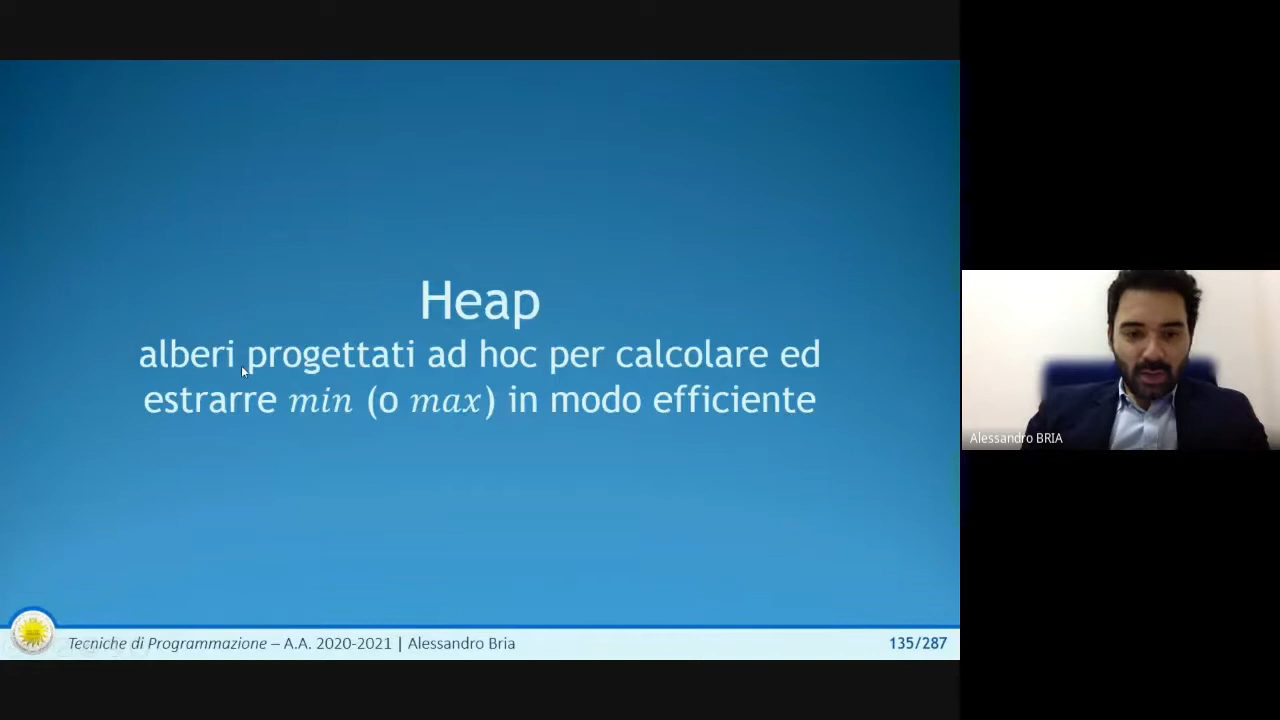 Heap
alberi progettati ad hoc per calcolare ed
estrarre min (o max) in modo efficiente
Alessandro BRIA
Tecniche di Programmazione – A.A. 2020-2021 | Alessandro Bria
135/287